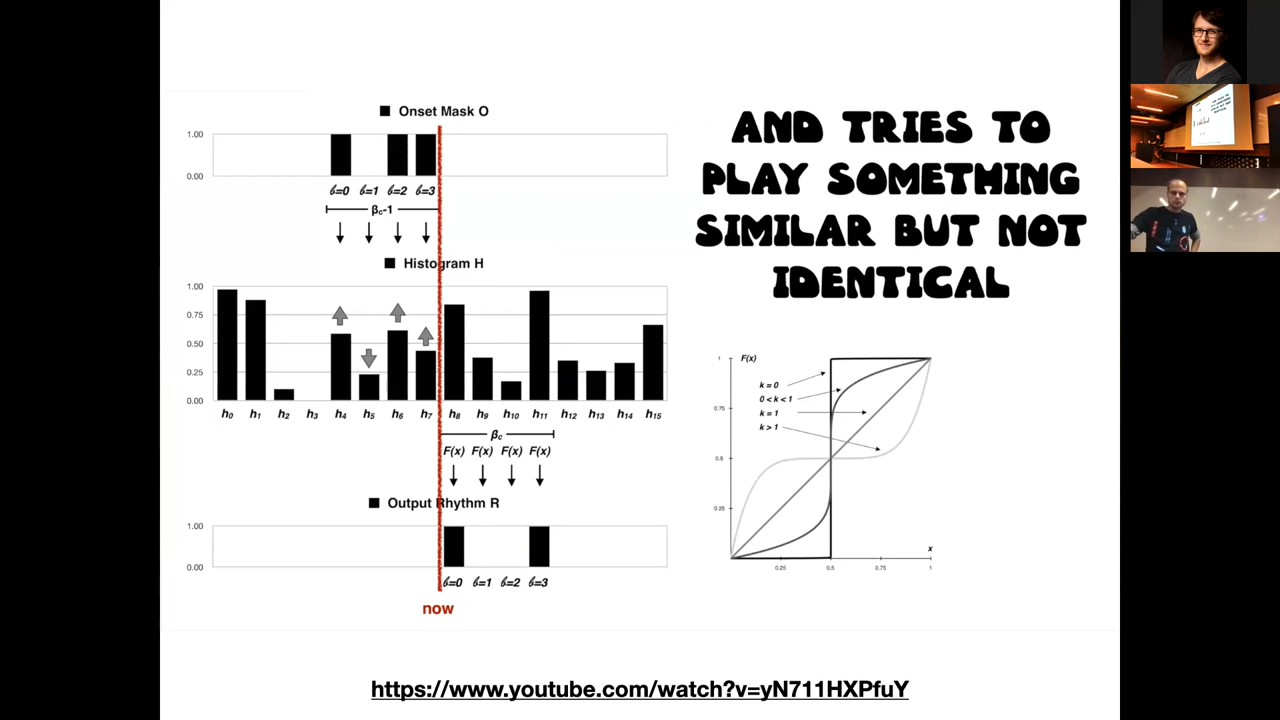 Onset Mask O
1.00
0.00
𝒷=0 𝒷=1 𝒷=2 𝒷=3
βc-1
Histogram H
1.00
0.75
0.50
0.25
0.00
h0 h1 h2 h3 h4 h5 h6 h7 h8 h9 h10 h11 h12 h13 h14 h15
βc
F(x) F(x) F(x) F(x)
Output Rhythm R
1.00
0.00
𝒷=0 𝒷=1 𝒷=2 𝒷=3
now
AND TRIES TO
PLAY SOMETHING
SIMILAR BUT NOT
IDENTICAL
1 F(x)
k = 0
0 < k < 1
k = 1
k > 1
0.75
0.5
0.25
x
0.25 0.5 0.75 1
https://www.youtube.com/watch?v=yN711HXPfuY